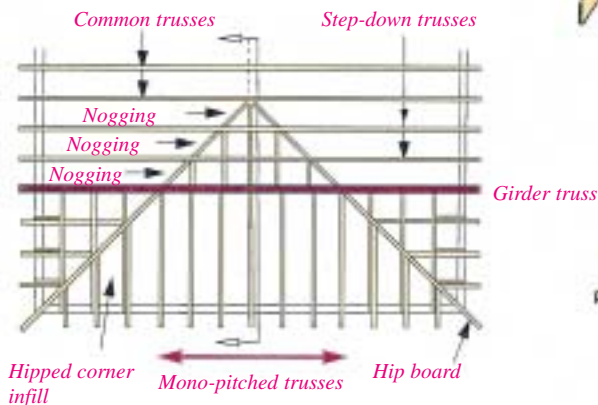 Common trusses
Step-down trusses
Nogging
Nogging
Nogging
Girder truss
Hipped corner
infill
Mono-pitched trusses
Hip board